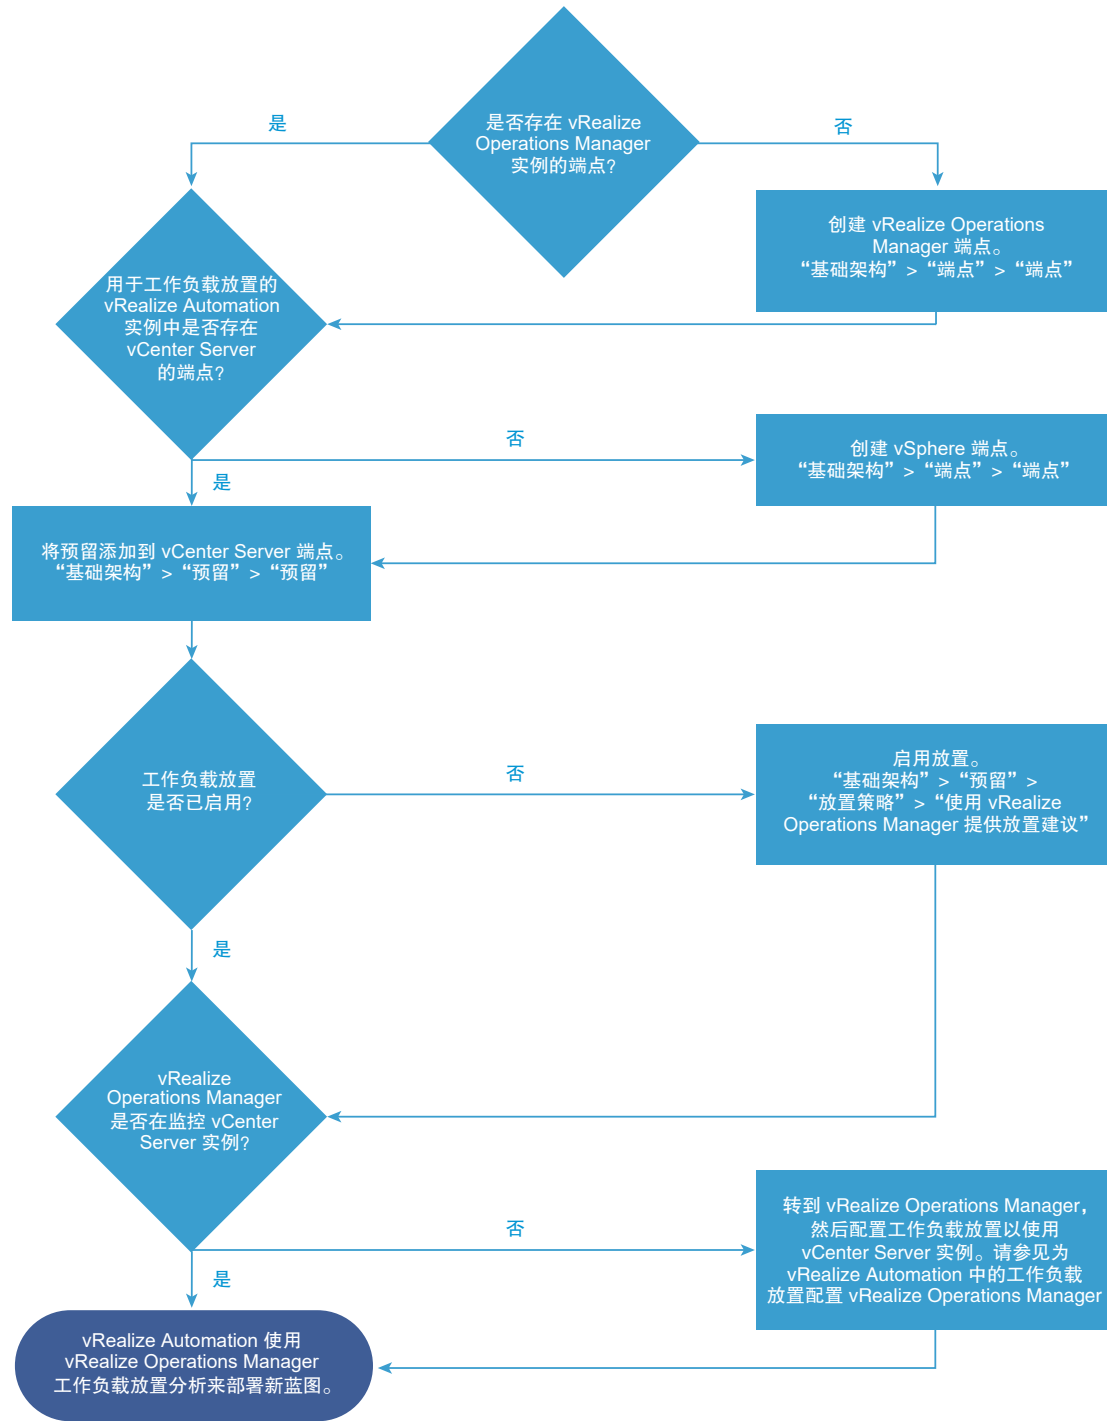 是否存在 vRealize
Operations Manager
实例的端点？
是
否
创建 vRealize Operations
Manager 端点。
“基础架构” > “端点” > “端点”
用于工作负载放置的
vRealize Automation
实例中是否存在
vCenter Server
的端点？
否
创建 vSphere 端点。
“基础架构” > “端点” > “端点”
是
将预留添加到 vCenter Server 端点。
“基础架构” > “预留” > “预留”
工作负载放置
是否已启用？
否
启用放置。
“基础架构” > “预留” >
“放置策略” > “使用 vRealize
Operations Manager 提供放置建议”
是
vRealize
Operations Manager
是否在监控 vCenter
Server 实例？
否
转到 vRealize Operations Manager，
然后配置工作负载放置以使用
vCenter Server 实例。请参见为
vRealize Automation 中的工作负载
放置配置 vRealize Operations Manager
是
vRealize Automation 使用
vRealize Operations Manager
工作负载放置分析来部署新蓝图。